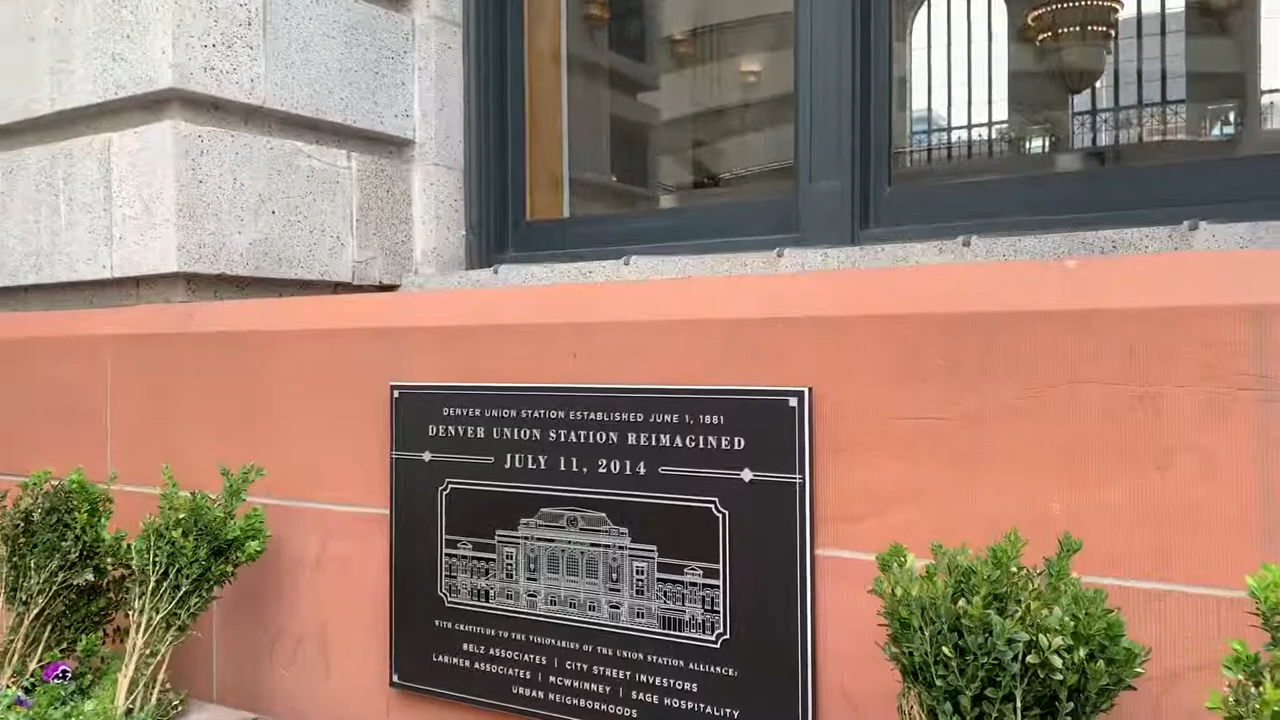 DENVER UNION STATION ESTABLISHED JUNE 1, 1881
DENVER UNION STATION REIMAGINED
JULY 11, 2014
WITH GRATITUDE TO THE VISIONARIES OF THE UNION STATION ALLIANCE:
BELZ ASSOCIATES | CITY STREET INVESTORS
LARIMER ASSOCIATES | MCWHINNEY | SAGE HOSPITALITY
URBAN NEIGHBORHOODS